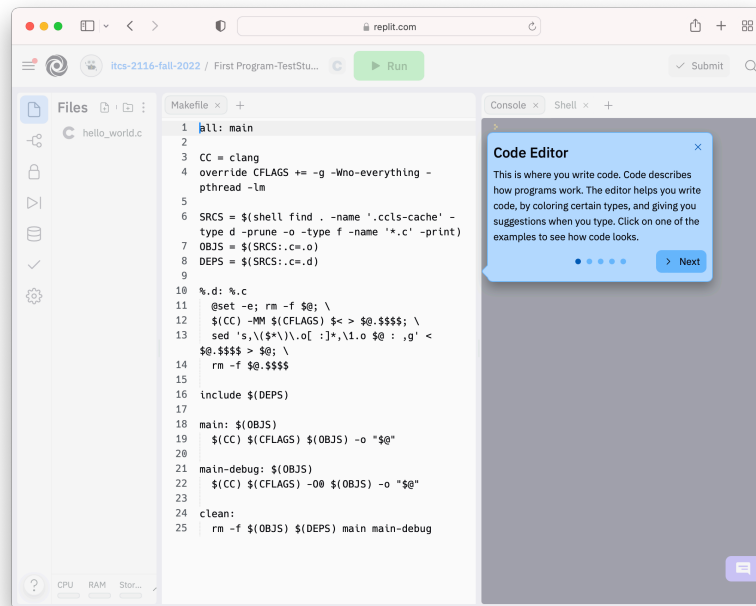 replit.com
itcs-2116-fall-2022 / First Program-TestStu... C Run
Submit
Files
C hello_world.c
Makefile × +
1 all: main
2
3 CC = clang
4 override CFLAGS += -g -Wno-everything -
pthread -lm
5
6 SRCS = $(shell find . -name '.ccls-cache' -
type d -prune -o -type f -name '*.c' -print)
7 OBJS = $(SRCS:.c=.o)
8 DEPS = $(SRCS:.c=.d)
9
10 %.d: %.c
11 @set -e; rm -f $@; \
12 $(CC) -MM $(CFLAGS) $< > $@.$$$$; \
13 sed 's,\($*\)\.o[ :]*,\1.o $@ : ,g' <
$@.$$$$ > $@; \
14 rm -f $@.$$$$
15
16 include $(DEPS)
17
18 main: $(OBJS)
19 $(CC) $(CFLAGS) $(OBJS) -o "$@"
20
21 main-debug: $(OBJS)
22 $(CC) $(CFLAGS) -O0 $(OBJS) -o "$@"
23
24 clean:
25 rm -f $(OBJS) $(DEPS) main main-debug
Console × Shell × +
>
Code Editor
This is where you write code. Code describes
how programs work. The editor helps you write
code, by coloring certain types, and giving you
suggestions when you type. Click on one of the
examples to see how code looks.
> Next
?
CPU RAM Stor...